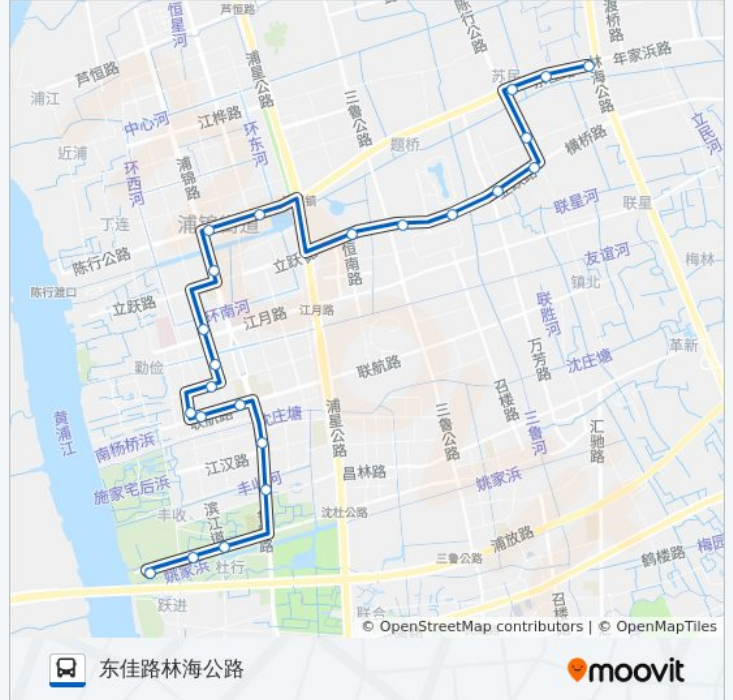 芦恒路
恒星河
陈行公路
渡桥路
浦星公路
芦恒路
苏民
年家浜路
林海公路
浦江
三鲁公路
中心河
江桦路
环东河
立民河
题桥
横桥路
近浦
环西河
浦锦路
联星河
联星
丁连
浦锦街道
陈行公路
立跃路
恒南路
友谊河
梅林
陈行渡口
镇北
立跃路
环南河
江月路
江月路
联胜河
万芳路
革新
勤俭
联航路
沈庄塘
召楼路
黄浦江
浦星公路
三鲁公路
三鲁河
汇驰路
沈庄塘
南杨桥浜
江汉路
昌林路
姚家浜
施家宅后浜
丰收河
丰收
滨江道
沈杜公路
浦放路
三鲁公路
鹤楼路
梅园
姚家浜
杜行
跃进
联合
召楼
© OpenStreetMap contributors | © OpenMapTiles
东佳路林海公路
moovit